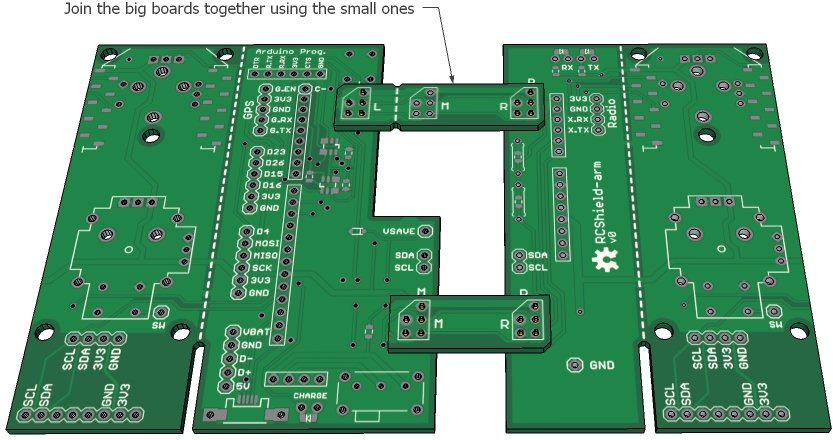 Join the big boards together using the small ones
Arduino Prog.
DTR
R.TX
R.RX
3V3
CTS
GND
G.EN
C-
3V3
GND
G.RX
G.TX
GPS
D23
D26
D15
D16
3V3
GND
D4
MOSI
MISO
SCK
3V3
GND
VBAT
GND
D-
D+
5V
CHARGE
VSAVE
SDA
SCL
M
L
M
R
M
R
RX
TX
3V3
GND
X.RX
X.TX
Radio
RCShield-arm
v0
SDA
SCL
GND
SW
SCL
SDA
3V3
GND
SCL
SDA
GND
3V3
SW
SCL
SDA
3V3
GND
SCL
SDA
GND
3V3